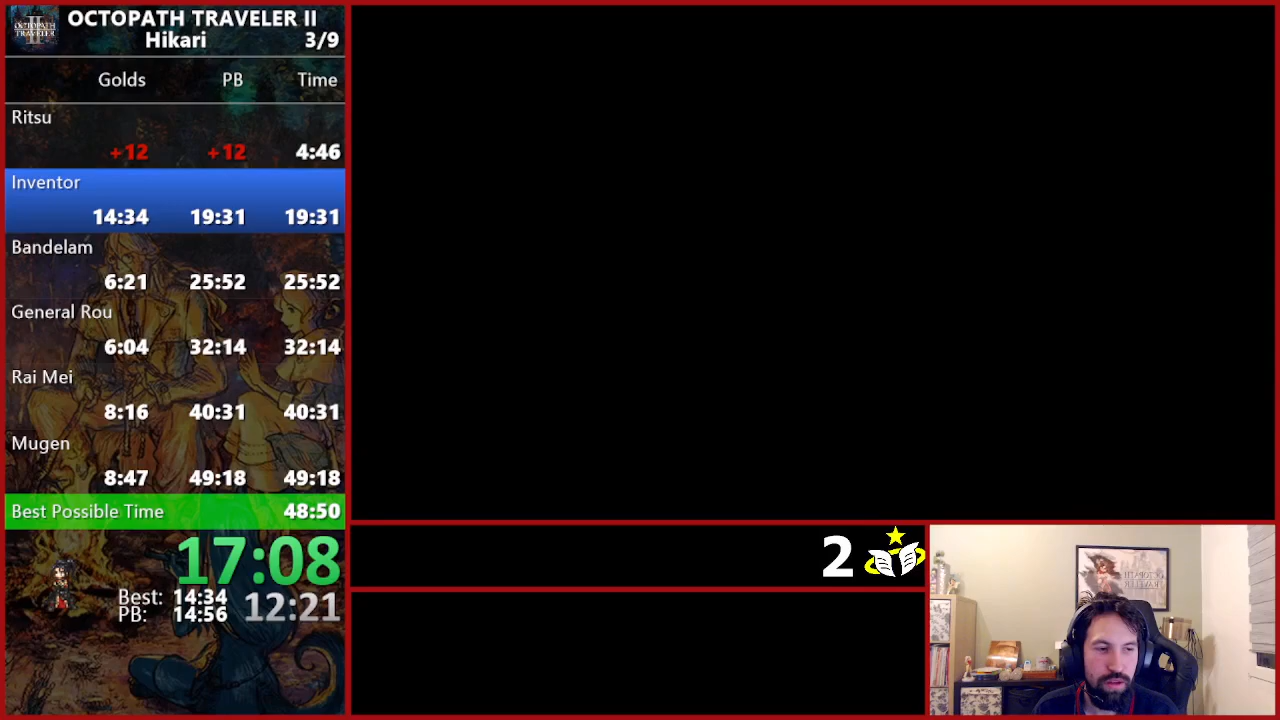 OCTOPATH TRAVELER II
Hikari 3/9
Golds PB Time
Ritsu
+12 +12 4:46
Inventor
14:34 19:31 19:31
Bandelam
6:21 25:52 25:52
General Rou
6:04 32:14 32:14
Rai Mei
8:16 40:31 40:31
Mugen
8:47 49:18 49:18
Best Possible Time 48:50
17:08
Best: 14:34
PB: 14:56
12:21
2